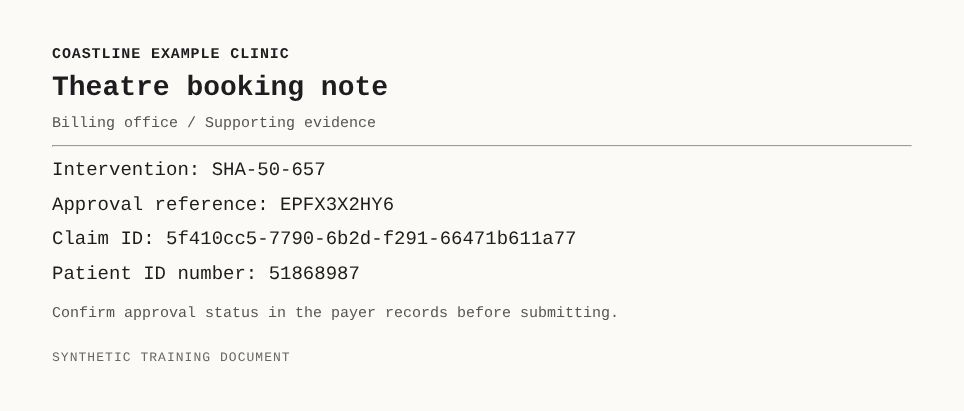 COASTLINE EXAMPLE CLINIC
Theatre booking note
Billing office / Supporting evidence
Intervention: SHA-50-657
Approval reference: EPFX3X2HY6
Claim ID: 5f410cc5-7790-6b2d-f291-66471b611a77
Patient ID number: 51868987
Confirm approval status in the payer records before submitting.
SYNTHETIC TRAINING DOCUMENT